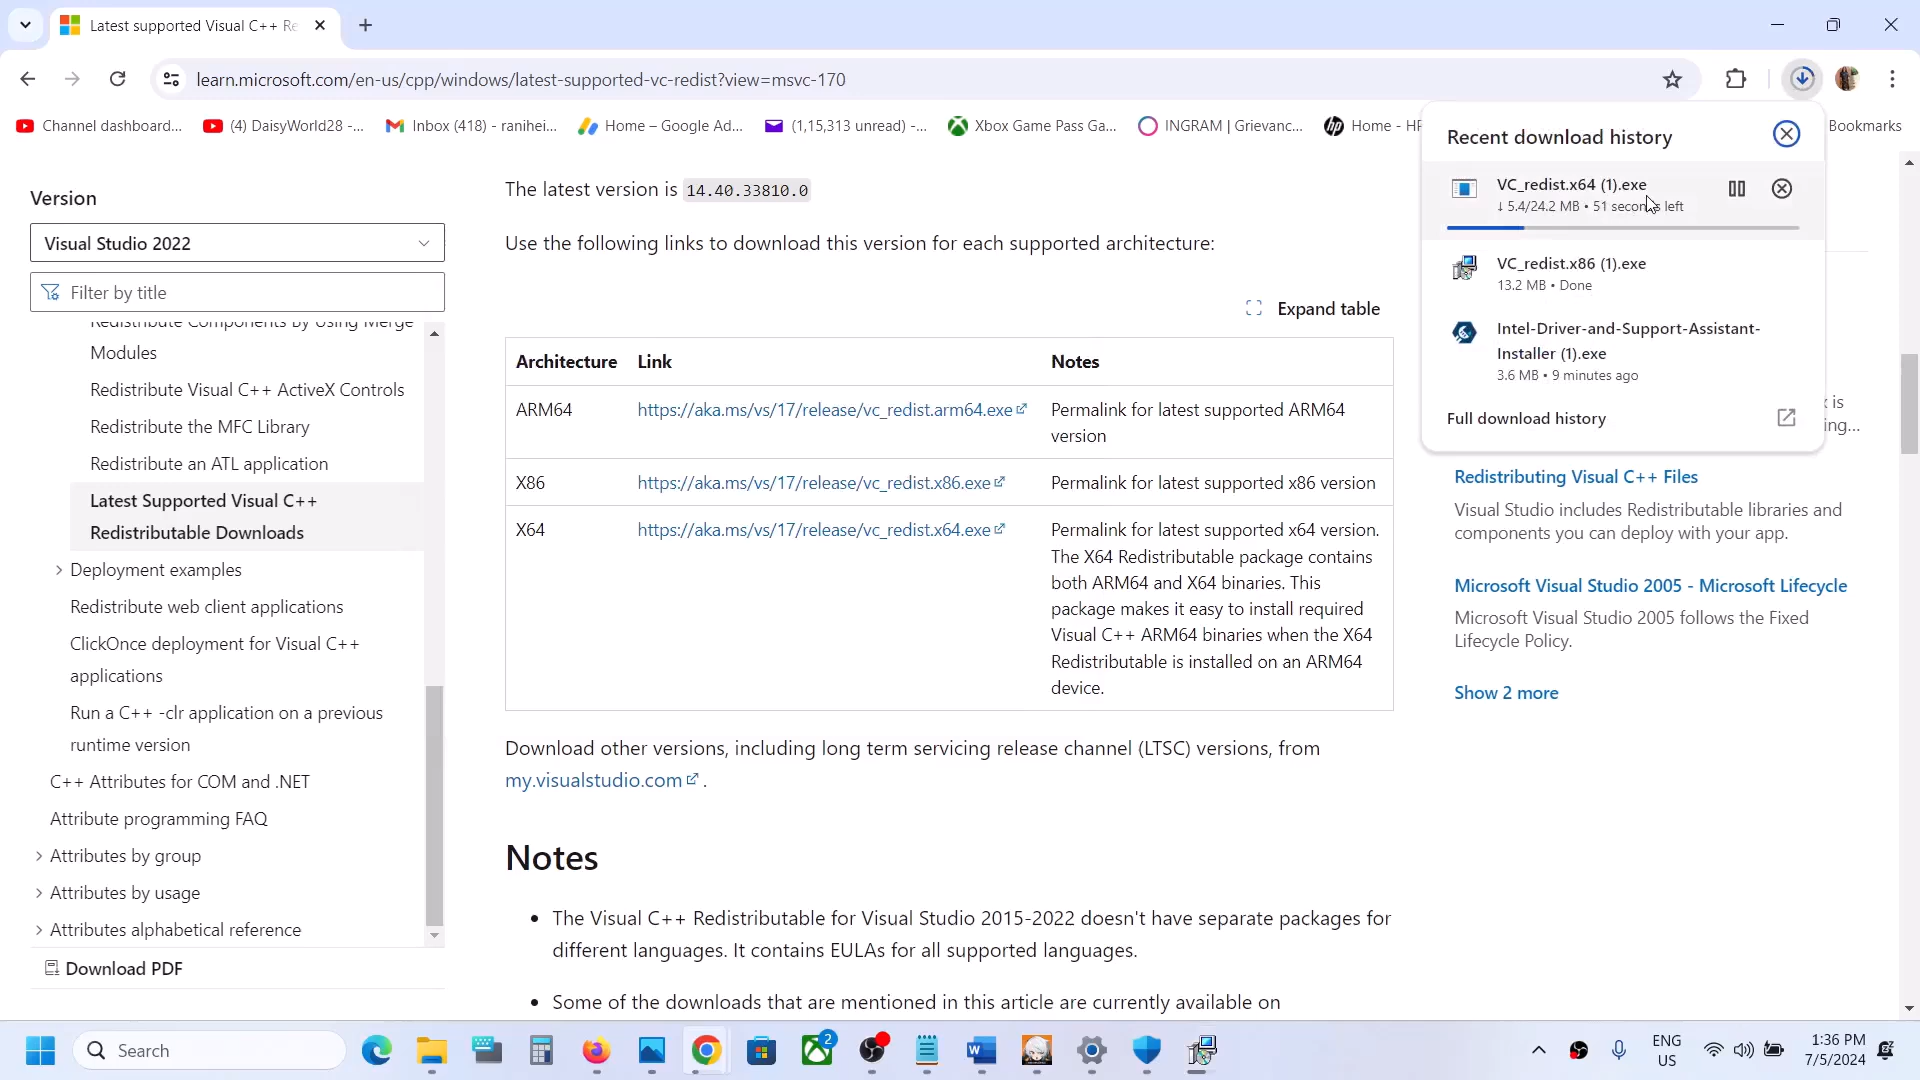 Latest supported Visual C++ Re
learn.microsoft.com/en-us/cpp/windows/latest-supported-vc-redist?view=msvc-170
Channel dashboard...
(4) DaisyWorld28 -...
Inbox (418) - ranihei...
Home – Google Ad...
(1,15,313 unread) -...
Xbox Game Pass Ga...
INGRAM | Grievanc...
Home - HP
Bookmarks
Recent download history
VC_redist.x64 (1).exe
↓ 5.4/24.2 MB • 51 seconds left
VC_redist.x86 (1).exe
13.2 MB • Done
Intel-Driver-and-Support-Assistant-
Installer (1).exe
3.6 MB • 9 minutes ago
Full download history
Version
Visual Studio 2022
Filter by title
Redistribute Components By Using Merge
Modules
Redistribute Visual C++ ActiveX Controls
Redistribute the MFC Library
Redistribute an ATL application
Latest Supported Visual C++
Redistributable Downloads
Deployment examples
Redistribute web client applications
ClickOnce deployment for Visual C++
applications
Run a C++ -clr application on a previous
runtime version
C++ Attributes for COM and .NET
Attribute programming FAQ
Attributes by group
Attributes by usage
Attributes alphabetical reference
Download PDF
The latest version is 14.40.33810.0
Use the following links to download this version for each supported architecture:
Expand table
Architecture Link Notes
ARM64 https://aka.ms/vs/17/release/vc_redist.arm64.exe Permalink for latest supported ARM64
version
X86 https://aka.ms/vs/17/release/vc_redist.x86.exe Permalink for latest supported x86 version
X64 https://aka.ms/vs/17/release/vc_redist.x64.exe Permalink for latest supported x64 version.
The X64 Redistributable package contains
both ARM64 and X64 binaries. This
package makes it easy to install required
Visual C++ ARM64 binaries when the X64
Redistributable is installed on an ARM64
device.
Download other versions, including long term servicing release channel (LTSC) versions, from
my.visualstudio.com .
Notes
• The Visual C++ Redistributable for Visual Studio 2015-2022 doesn't have separate packages for
different languages. It contains EULAs for all supported languages.
• Some of the downloads that are mentioned in this article are currently available on
is
ing...
Redistributing Visual C++ Files
Visual Studio includes Redistributable libraries and
components you can deploy with your app.
Microsoft Visual Studio 2005 - Microsoft Lifecycle
Microsoft Visual Studio 2005 follows the Fixed
Lifecycle Policy.
Show 2 more
Search
2
ENG
US
1:36 PM
7/5/2024